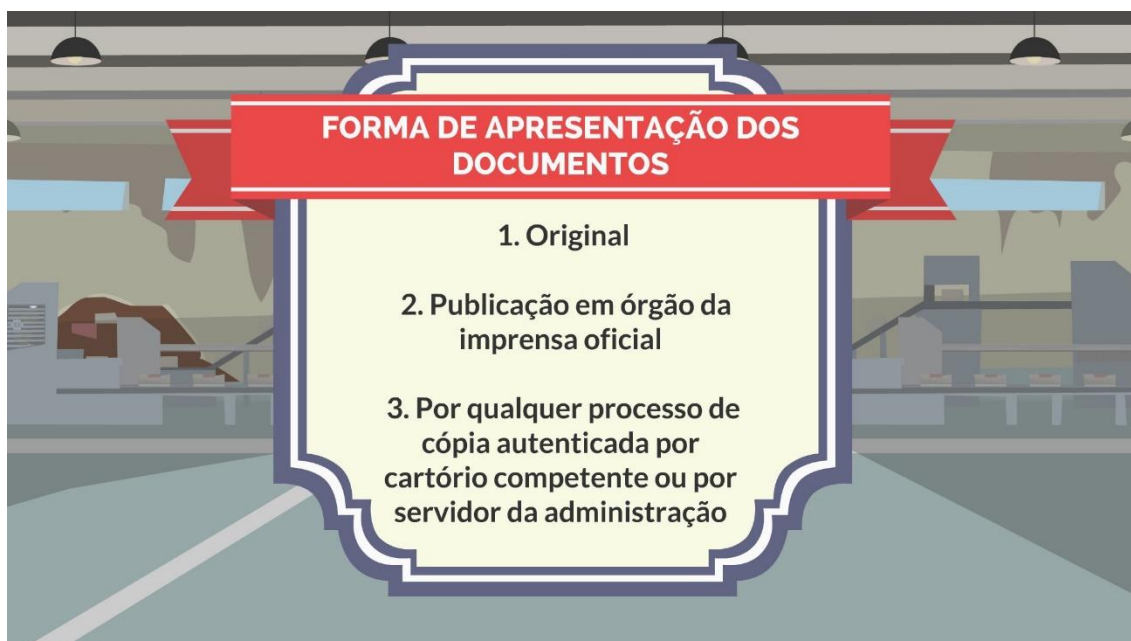 FORMA DE APRESENTAÇÃO DOS
DOCUMENTOS
1. Original
2. Publicação em órgão da
imprensa oficial
3. Por qualquer processo de
cópia autenticada por
cartório competente ou por
servidor da administração